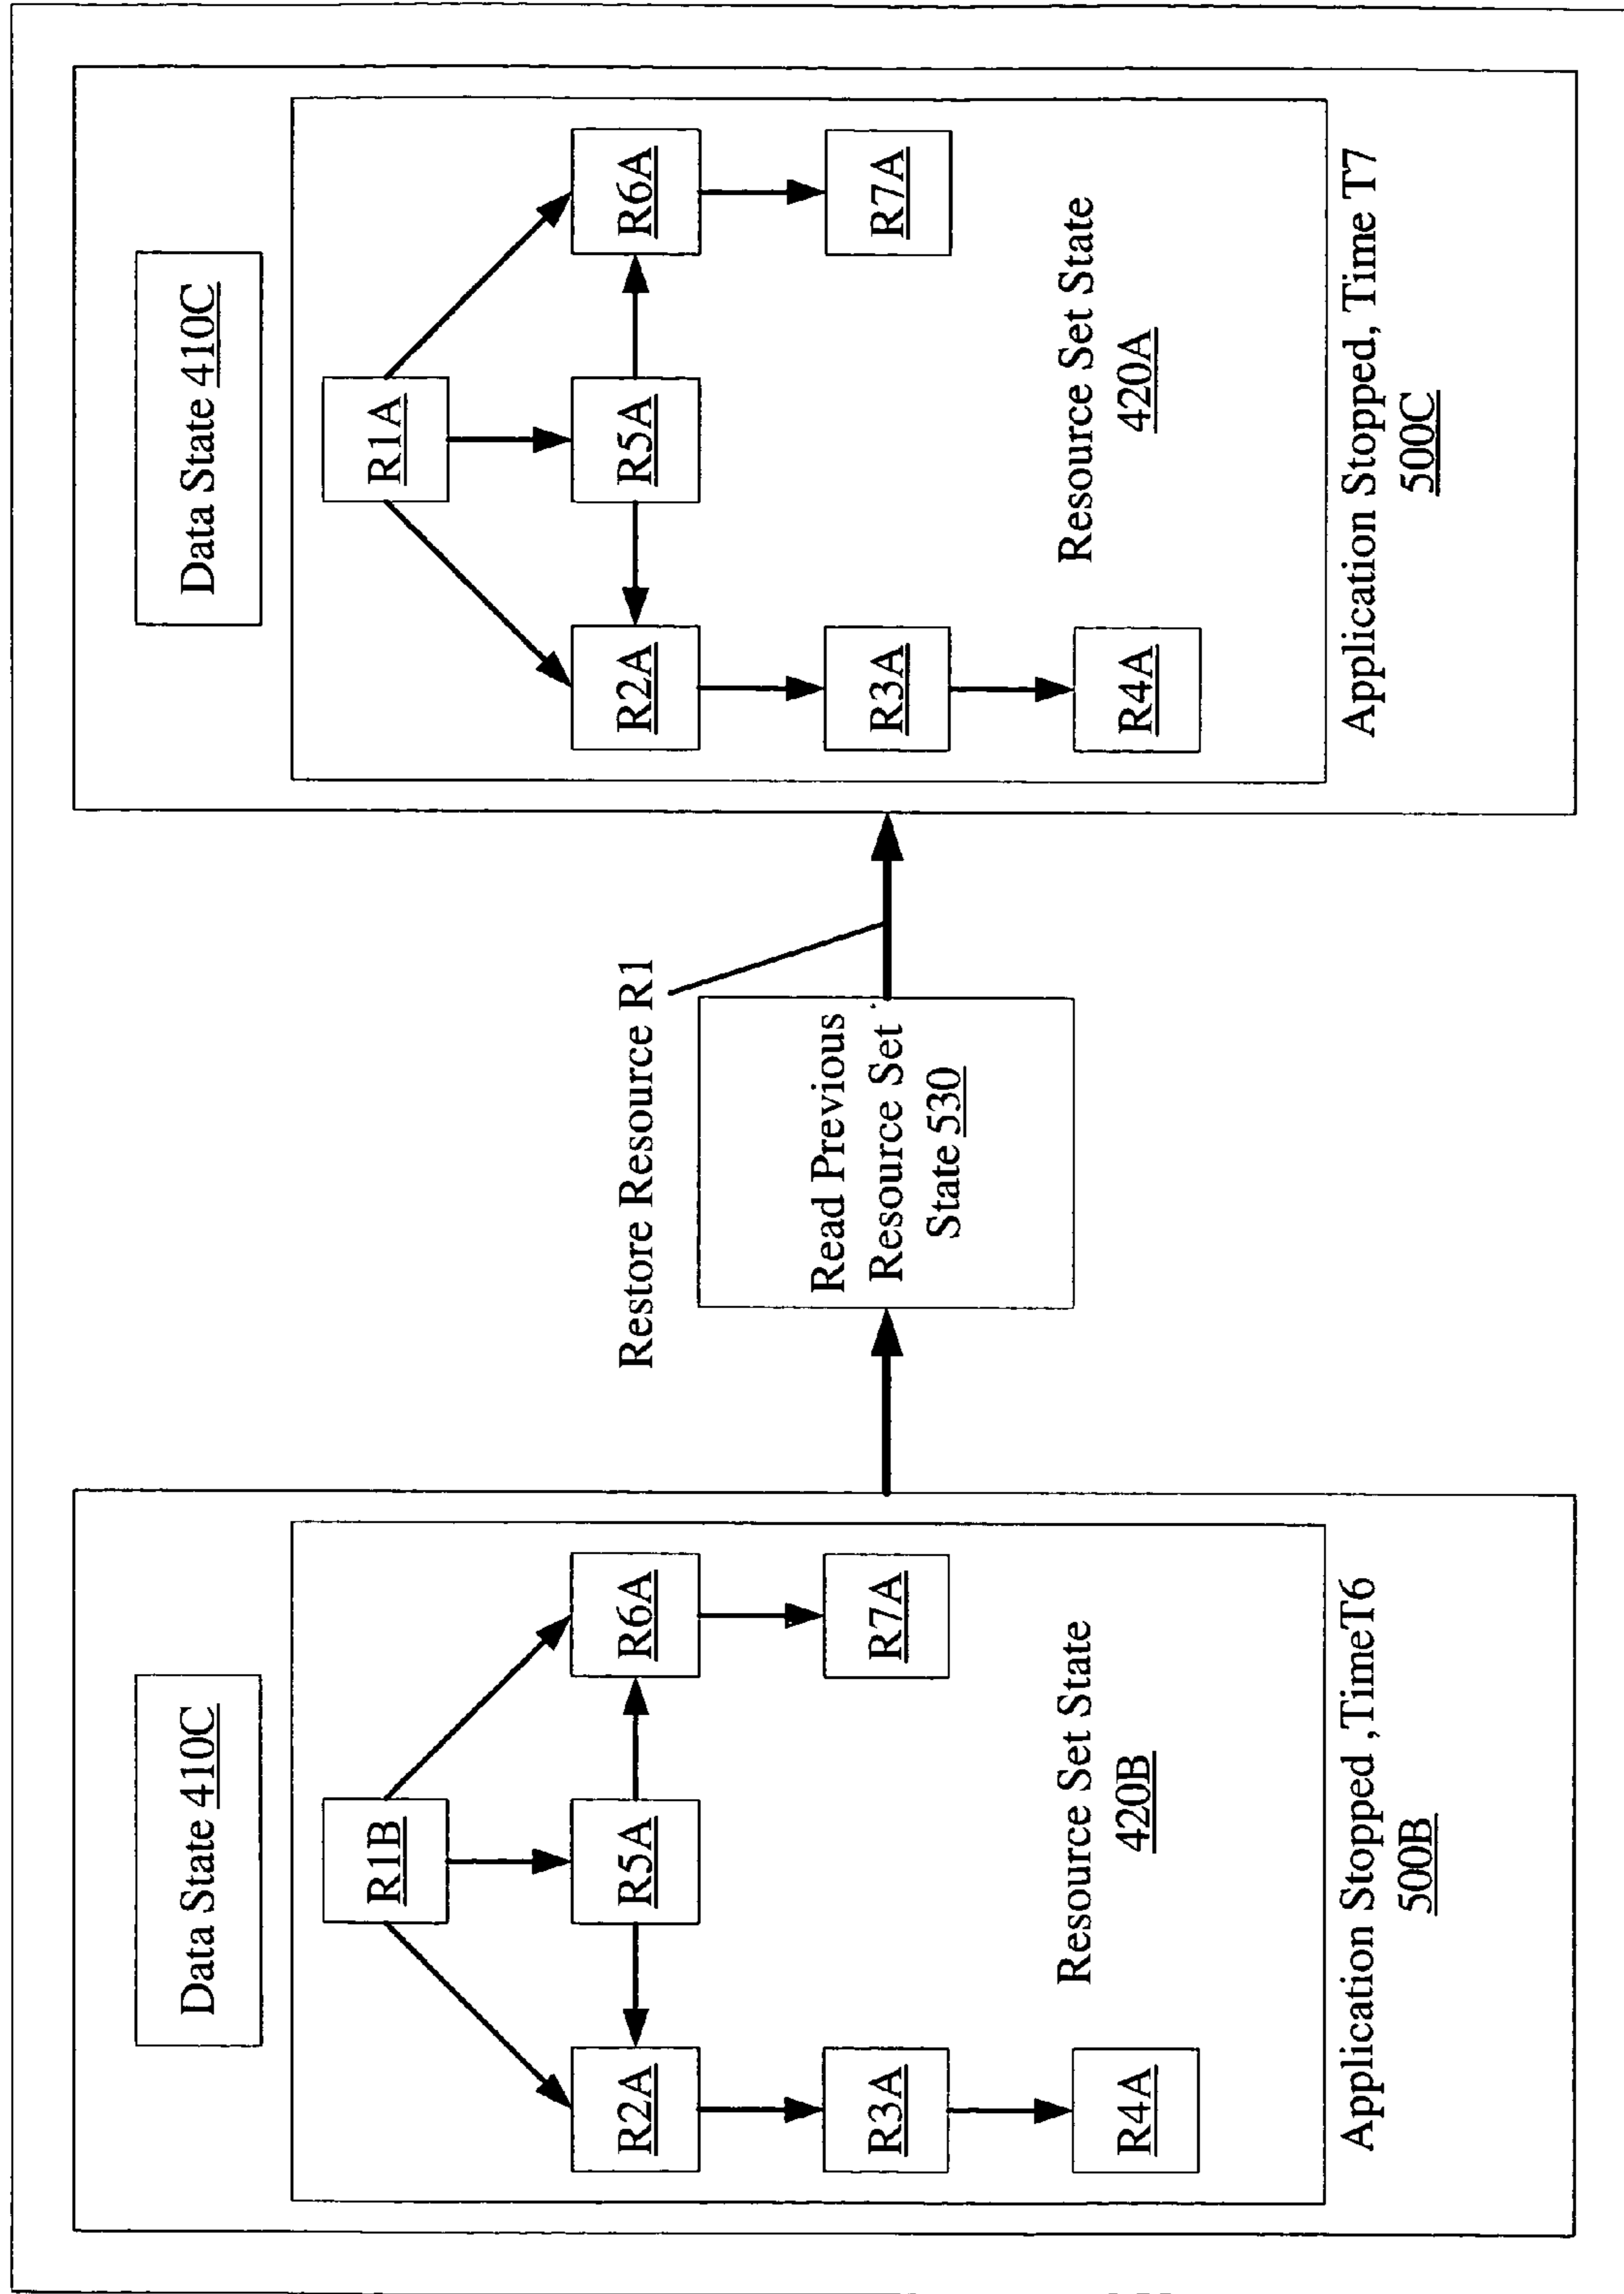 Data State 410C
R1B
R2A
R5A
R6A
R3A
R7A
R4A
Resource Set State
420B
Application Stopped ,TimeT6
500B
Restore Resource R1
Read Previous
Resource Set
State 530
Data State 410C
R1A
R2A
R5A
R6A
R3A
R7A
R4A
Resource Set State
420A
Application Stopped, Time T7
500C